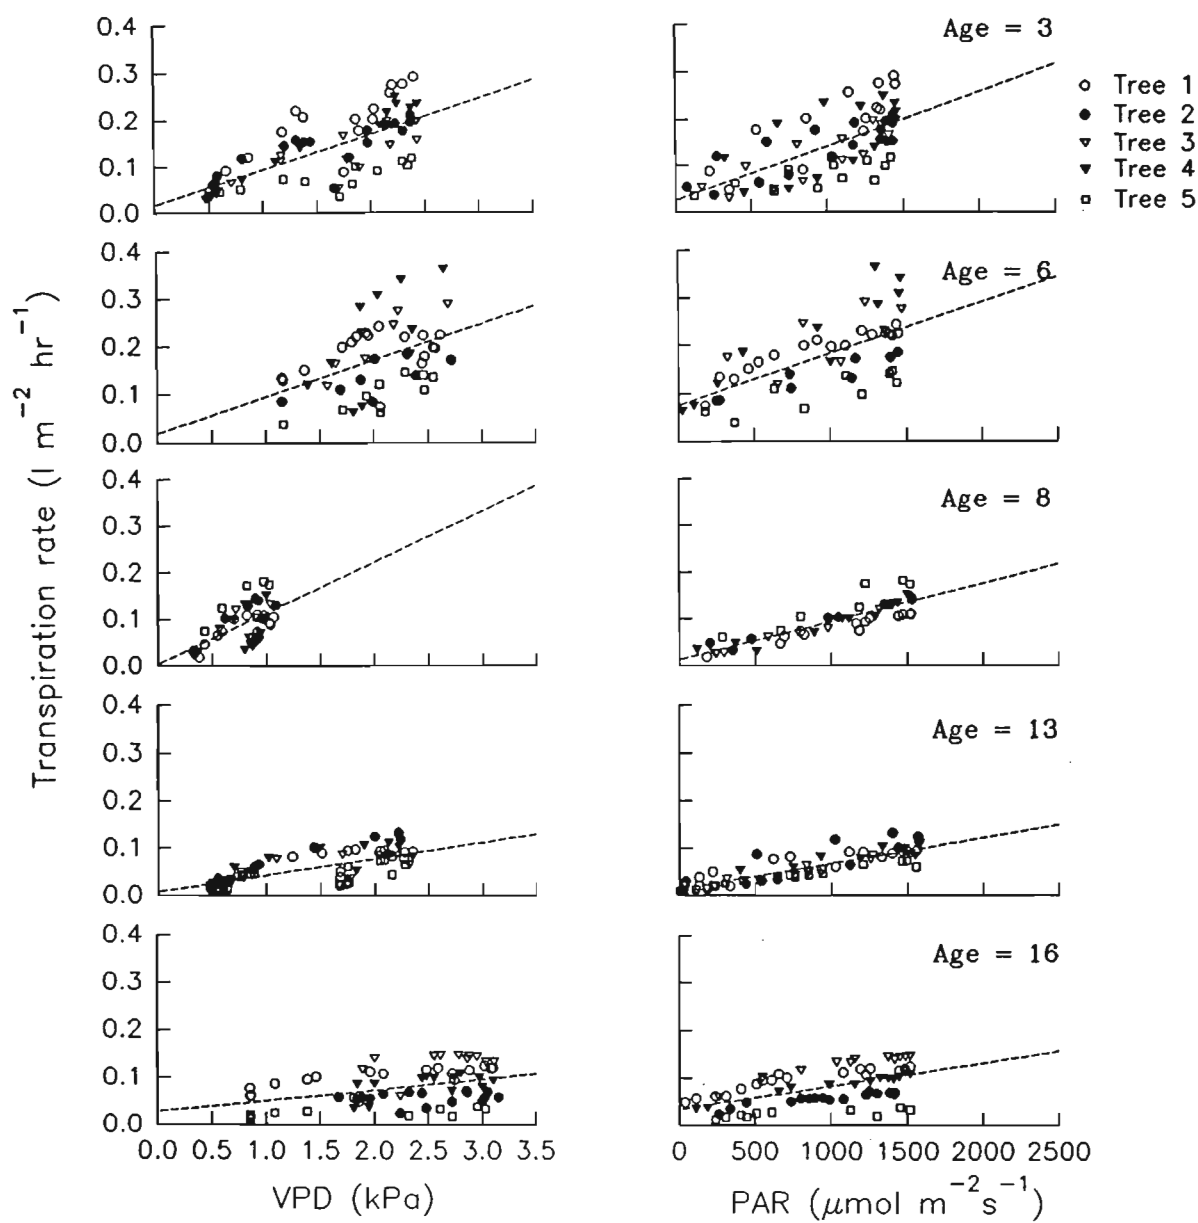 0.4
0.3
0.2
0.1
0.0
Age = 3
Tree 1
Tree 2
Tree 3
Tree 4
Tree 5
0.4
0.3
0.2
0.1
0.0
Age = 6
0.4
0.3
0.2
0.1
0.0
Age = 8
0.4
0.3
0.2
0.1
0.0
Age = 13
0.4
0.3
0.2
0.1
0.0
Age = 16
Transpiration rate (l m⁻² hr⁻¹)
0.0 0.5 1.0 1.5 2.0 2.5 3.0 3.5
VPD (kPa)
0 500 1000 1500 2000 2500
PAR (μmol m⁻²s⁻¹)